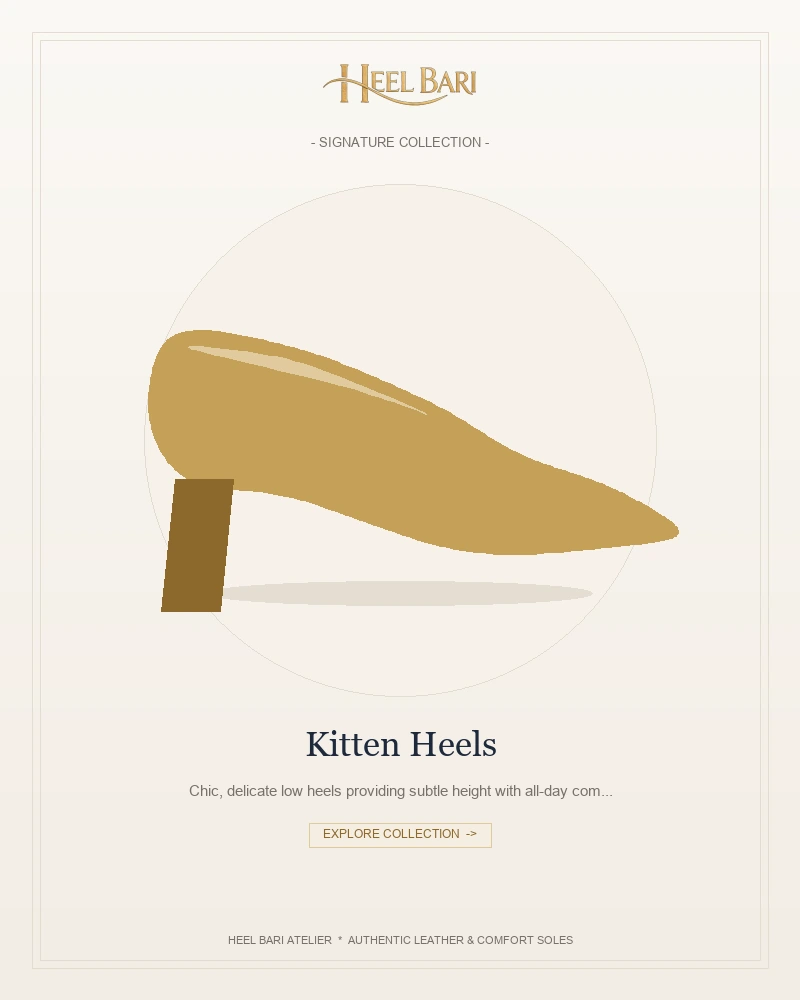 HEEL BARI
- SIGNATURE COLLECTION -
Kitten Heels
Chic, delicate low heels providing subtle height with all-day com...
EXPLORE COLLECTION ->
HEEL BARI ATELIER * AUTHENTIC LEATHER & COMFORT SOLES